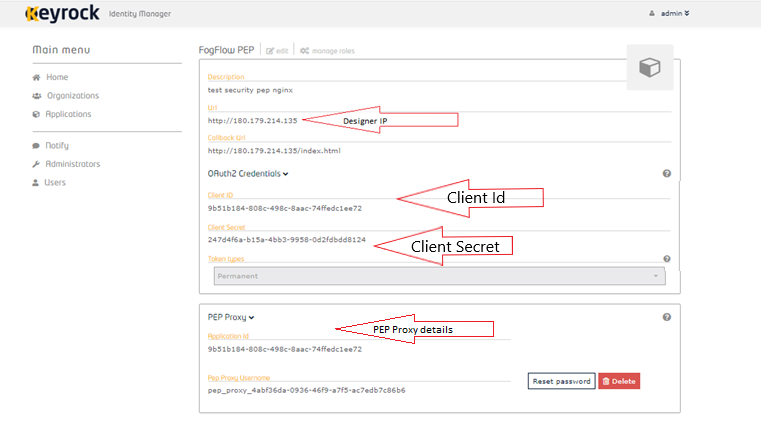 Keyrock Identity Manager admin
Main menu
Home
Organizations
Applications
Notify
Administrators
Users
FogFlow PEP edit manage roles
Description
test security pep nginx
Url
http://180.179.214.135 Designer IP
Callback Url
http://180.179.214.135/index.html
OAuth2 Credentials
Client ID
9b51b184-808c-498c-8aac-74ffedc1ee72 Client Id
Client Secret
247d4f6a-b15a-4bb3-9958-0d2fdbdd8124 Client Secret
Token types
Permanent
PEP Proxy
PEP Proxy details
Application Id
9b51b184-808c-498c-8aac-74ffedc1ee72
Pep Proxy Username
pep_proxy_4abf36da-0936-46f9-a7f5-ac7edb7c86b6
Reset password Delete